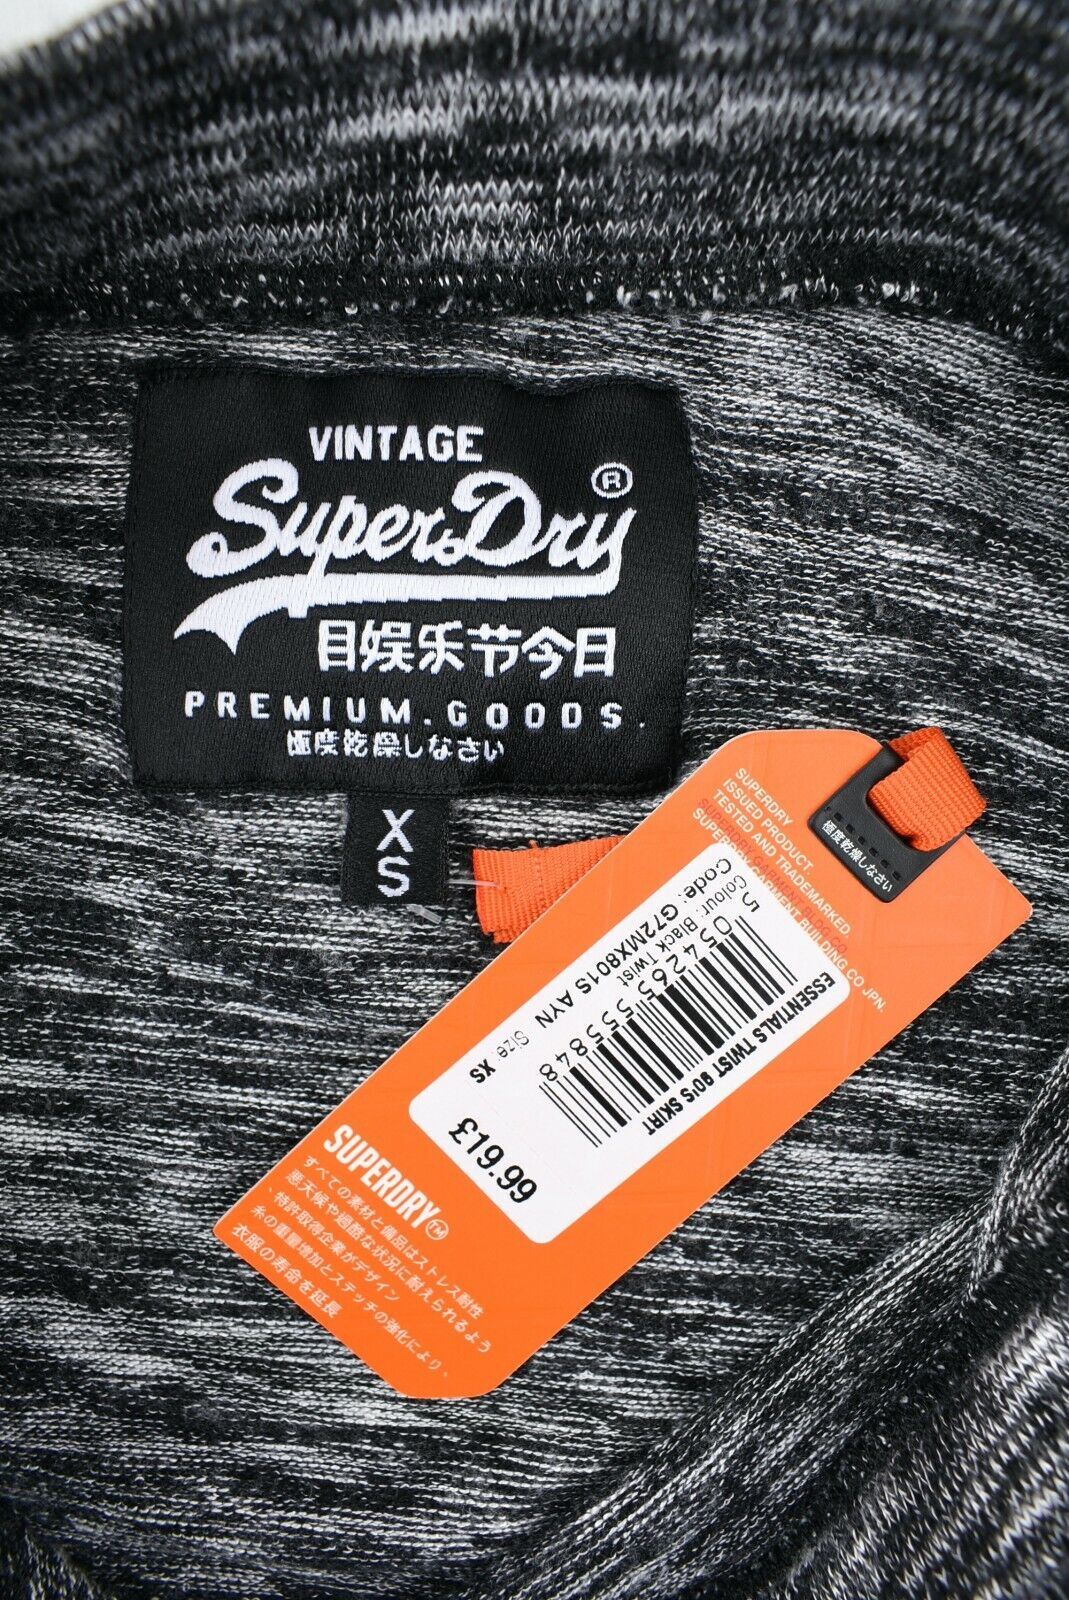 VINTAGE
SuperDry®
目娯乐节今日
PREMIUM.GOODS.
極度乾燥しなさい
X
S
極度乾燥しなさい
SUPERDRY
ISSUED PRODUCT.
TESTED AND TRADEMARKED
SUPERDRY GARMENT BUILDING CO JPN.
ESSENTIALS TWIST 90'S SKIRT
5 054265 555848
Colour: Black Twist
Code: G72MX801S AYN
Size: XS
£19.99
SUPERDRY™
すべての素材と備品はストレス耐性
悪天候や過酷な状況に耐えられるよう
、特許取得企業がデザイン
糸の重量増加とステッチの強化により、
衣服の寿命を延長